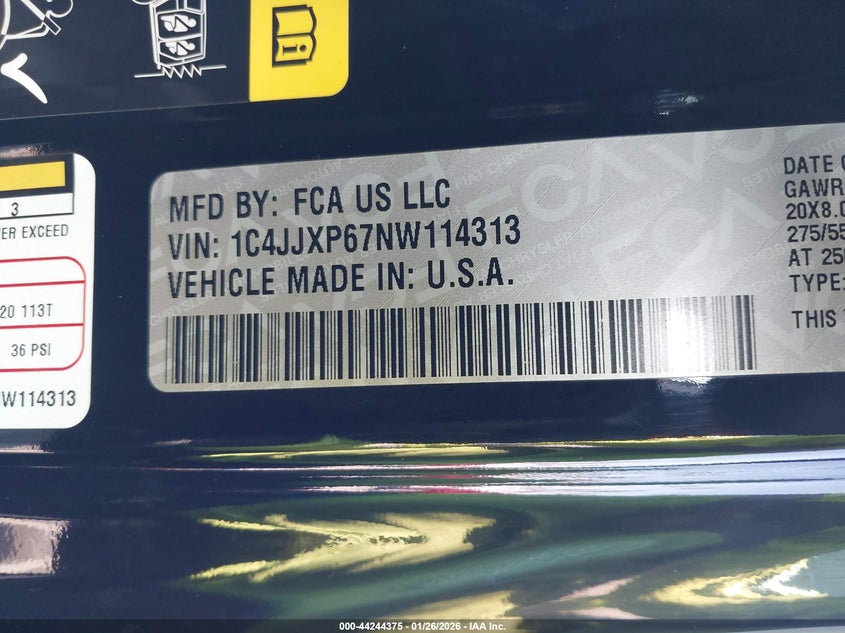 3
ER EXCEED
20 113T
36 PSI
W114313
MFD BY: FCA US LLC
VIN: 1C4JJXP67NW114313
VEHICLE MADE IN: U.S.A.
DATE O
GAWR
20X8.0
275/55
AT 250
TYPE:
THIS
000-44244375 - 01/26/2026 - IAA Inc.